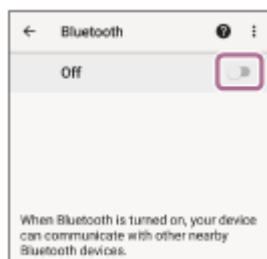 Bluetooth
Off
When Bluetooth is turned on, your device
can communicate with other nearby
Bluetooth devices.